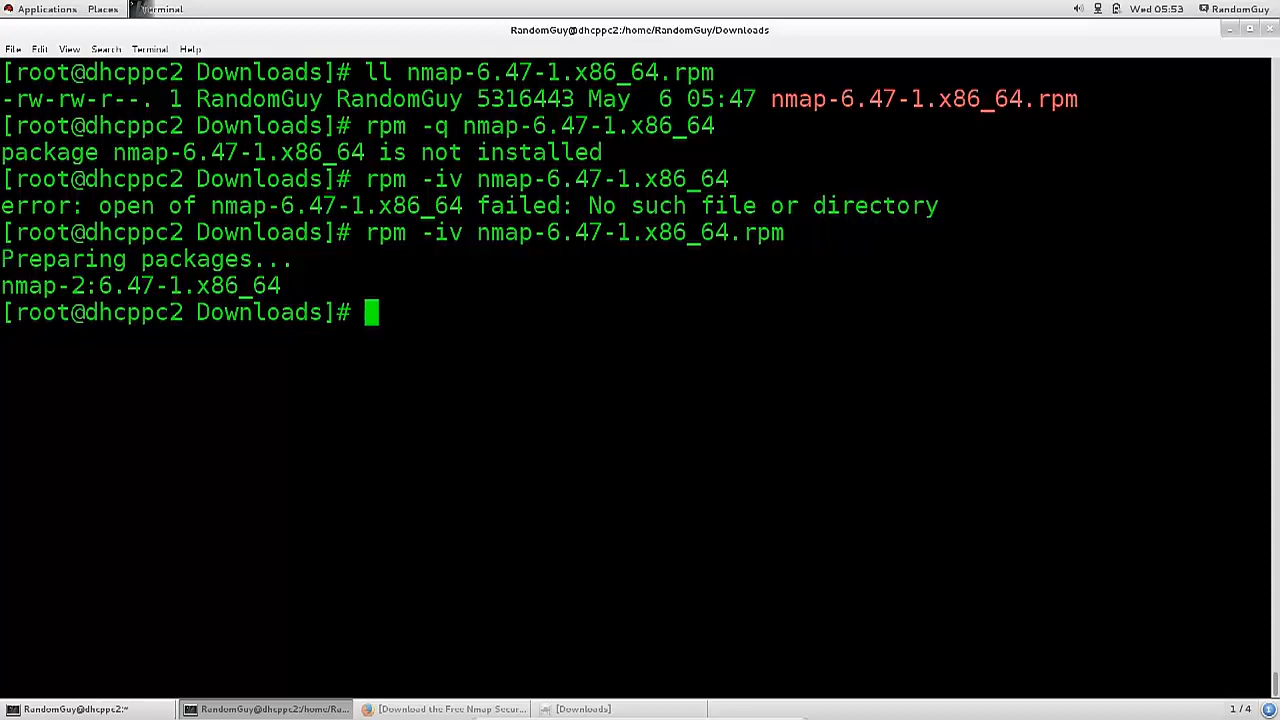 Applications Places Terminal Wed 05:53 RandomGuy
RandomGuy@dhcppc2:/home/RandomGuy/Downloads
File Edit View Search Terminal Help
[root@dhcppc2 Downloads]# ll nmap-6.47-1.x86_64.rpm
-rw-rw-r--. 1 RandomGuy RandomGuy 5316443 May  6 05:47 nmap-6.47-1.x86_64.rpm
[root@dhcppc2 Downloads]# rpm -q nmap-6.47-1.x86_64
package nmap-6.47-1.x86_64 is not installed
[root@dhcppc2 Downloads]# rpm -iv nmap-6.47-1.x86_64
error: open of nmap-6.47-1.x86_64 failed: No such file or directory
[root@dhcppc2 Downloads]# rpm -iv nmap-6.47-1.x86_64.rpm
Preparing packages...
nmap-2:6.47-1.x86_64
[root@dhcppc2 Downloads]#
RandomGuy@dhcppc2:~ RandomGuy@dhcppc2:/home/Ra... [Download the Free Nmap Secur... [Downloads] 1 / 4